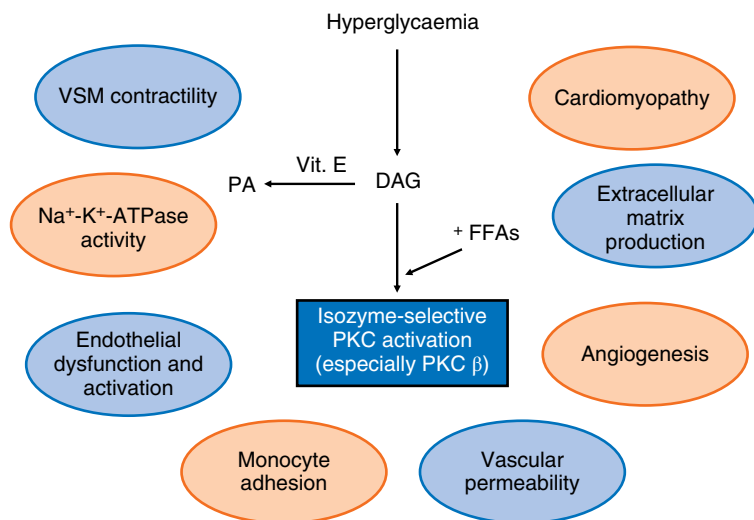 Hyperglycaemia
VSM contractility
Cardiomyopathy
Vit. E
PA
DAG
Na⁺-K⁺-ATPase
activity
Extracellular
matrix
production
⁺ FFAs
Isozyme-selective
PKC activation
(especially PKC β)
Endothelial
dysfunction and
activation
Angiogenesis
Monocyte
adhesion
Vascular
permeability